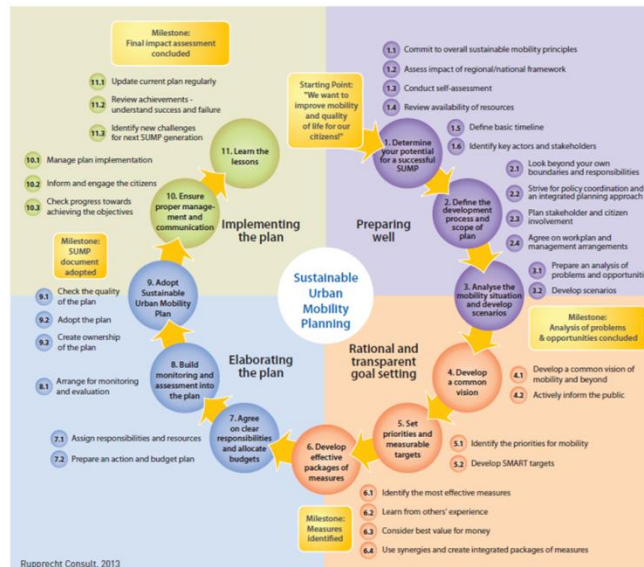 Milestone:
Final impact assessment
concluded
11.1 Update current plan regularly
11.2 Review achievements -
understand success and failure
11.3 Identify new challenges
for next SUMP generation
10.1 Manage plan implementation
10.2 Inform and engage the citizens
10.3 Check progress towards
achieving the objectives
11. Learn the
lessons
10. Ensure
proper manage-
ment and
communication
Implementing
the plan
Starting Point:
"We want to
improve mobility
and quality
of life for our
citizens!"
1.1 Commit to overall sustainable mobility
principles
1.2 Assess impact of regional/national framework
1.3 Conduct self-assessment
1.4 Review availability of resources
1.5 Define basic timeline
1.6 Identify key actors and stakeholders
1. Determine
your potential
for a successful
SUMP
2.1 Look beyond your own
boundaries and responsibilities
2.2 Strive for policy coordination and
an integrated planning approach
2.3 Plan stakeholder and citizen
involvement
2.4 Agree on workplan and
management arrangements
2. Define the
development
process and
scope of
plan
Preparing
well
3.1 Prepare an analysis of
problems and opportuniti
3.2 Develop scenarios
3. Analyse the
mobility situation
and develop
scenarios
Milestone:
Analysis of problems
& opportunities concluded
Sustainable
Urban
Mobility
Planning
Rational and
transparent
goal setting
4. Develop
a common
vision
4.1 Develop a common vision of
mobility and beyond
4.2 Actively inform the public
5. Set
priorities and
measurable
targets
5.1 Identify the priorities for mobility
5.2 Develop SMART targets
6. Develop
effective
packages of
measures
6.1 Identify the most effective measures
6.2 Learn from others' experience
6.3 Consider best value for money
6.4 Use synergies and create integrated packages of measures
Milestone:
Measures
identified
Elaborating
the plan
7. Agree
on clear
responsibilities
and allocate
budgets
7.1 Assign responsibilities and resources
7.2 Prepare an action and budget plan
8. Build
monitoring and
assessment into
the plan
8.1 Arrange for monitoring
and evaluation
9. Adopt
Sustainable
Urban Mobility
Plan
9.1 Check the quality
of the plan
9.2 Adopt the plan
9.3 Create ownership
of the plan
Milestone:
SUMP
document
adopted
Rupprecht Consult, 2013